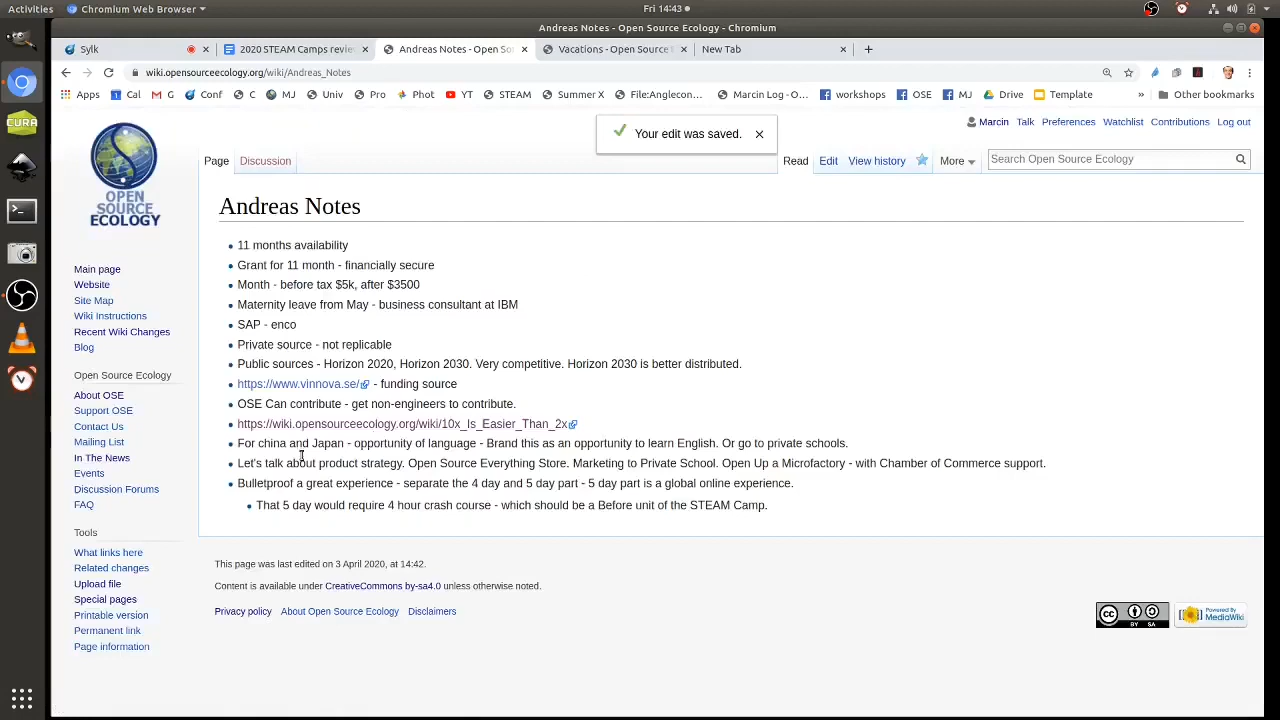 Activities
Chromium Web Browser
Fri 14:43
Andreas Notes - Open Source Ecology - Chromium
Sylk
2020 STEAM Camps revie
Andreas Notes - Open So
Vacations - Open Source
New Tab
wiki.opensourceecology.org/wiki/Andreas_Notes
Apps
Cal
G
Conf
C
MJ
Univ
Pro
Phot
YT
STEAM
Summer X
File:Anglecon...
Marcin Log - O...
workshops
OSE
MJ
Drive
Template
»
Other bookmarks
CURA
OPEN
SOURCE
ECOLOGY
Your edit was saved.
Marcin
Talk
Preferences
Watchlist
Contributions
Log out
Page
Discussion
Read
Edit
View history
More
Search Open Source Ecology
Andreas Notes
11 months availability
Grant for 11 month - financially secure
Month - before tax $5k, after $3500
Maternity leave from May - business consultant at IBM
SAP - enco
Private source - not replicable
Public sources - Horizon 2020, Horizon 2030. Very competitive. Horizon 2030 is better distributed.
https://www.vinnova.se/ - funding source
OSE Can contribute - get non-engineers to contribute.
https://wiki.opensourceecology.org/wiki/10x_Is_Easier_Than_2x
For china and Japan - opportunity of language - Brand this as an opportunity to learn English. Or go to private schools.
Let's talk about product strategy. Open Source Everything Store. Marketing to Private School. Open Up a Microfactory - with Chamber of Commerce support.
Bulletproof a great experience - separate the 4 day and 5 day part - 5 day part is a global online experience.
That 5 day would require 4 hour crash course - which should be a Before unit of the STEAM Camp.
Main page
Website
Site Map
Wiki Instructions
Recent Wiki Changes
Blog
Open Source Ecology
About OSE
Support OSE
Contact Us
Mailing List
In The News
Events
Discussion Forums
FAQ
Tools
What links here
Related changes
Upload file
Special pages
Printable version
Permanent link
Page information
This page was last edited on 3 April 2020, at 14:42.
Content is available under CreativeCommons by-sa4.0 unless otherwise noted.
Privacy policy
About Open Source Ecology
Disclaimers
CC
BY SA
Powered By
MediaWiki